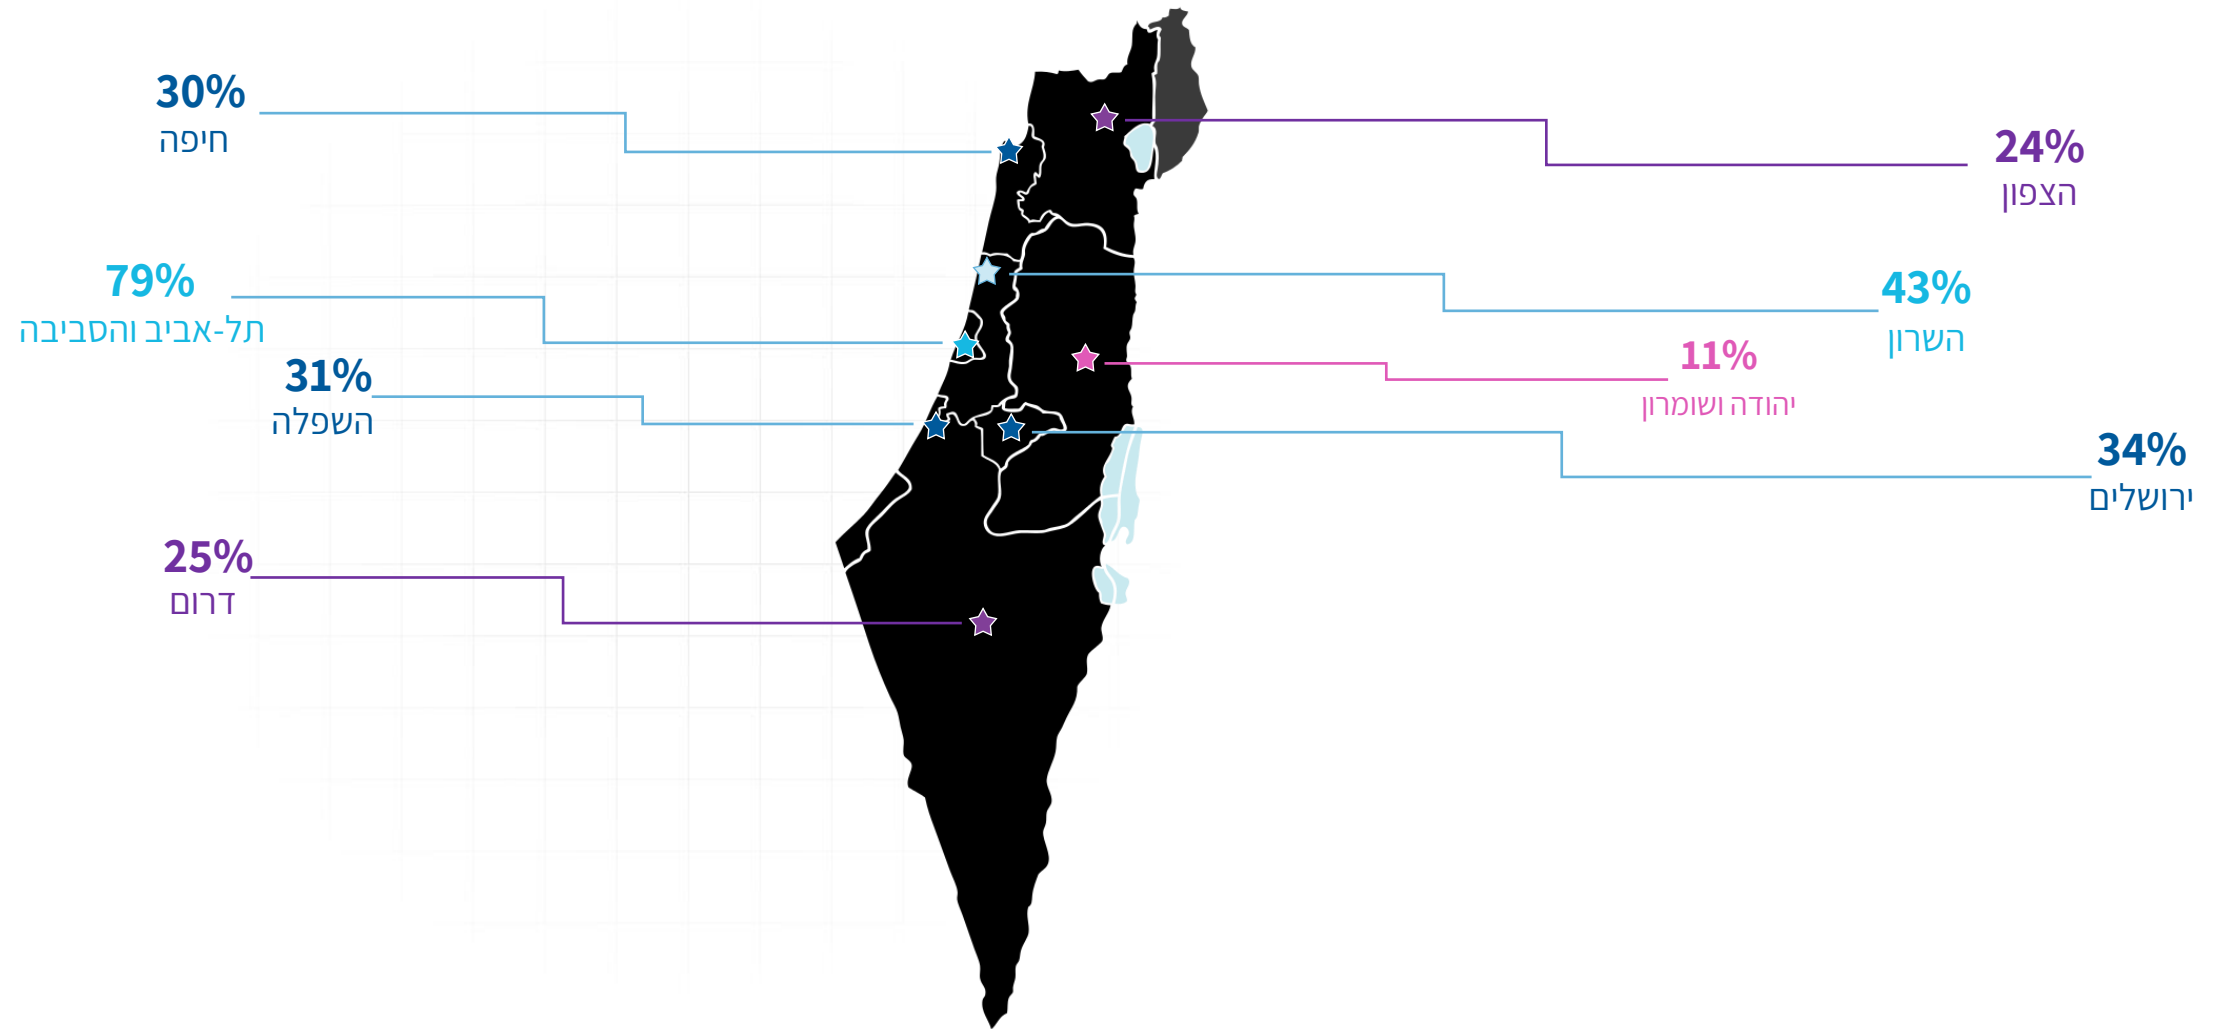 30%
חיפה
24%
הצפון
79%
תל-אביב והסביבה
43%
השרון
31%
השפלה
11%
יהודה ושומרון
34%
ירושלים
25%
דרום